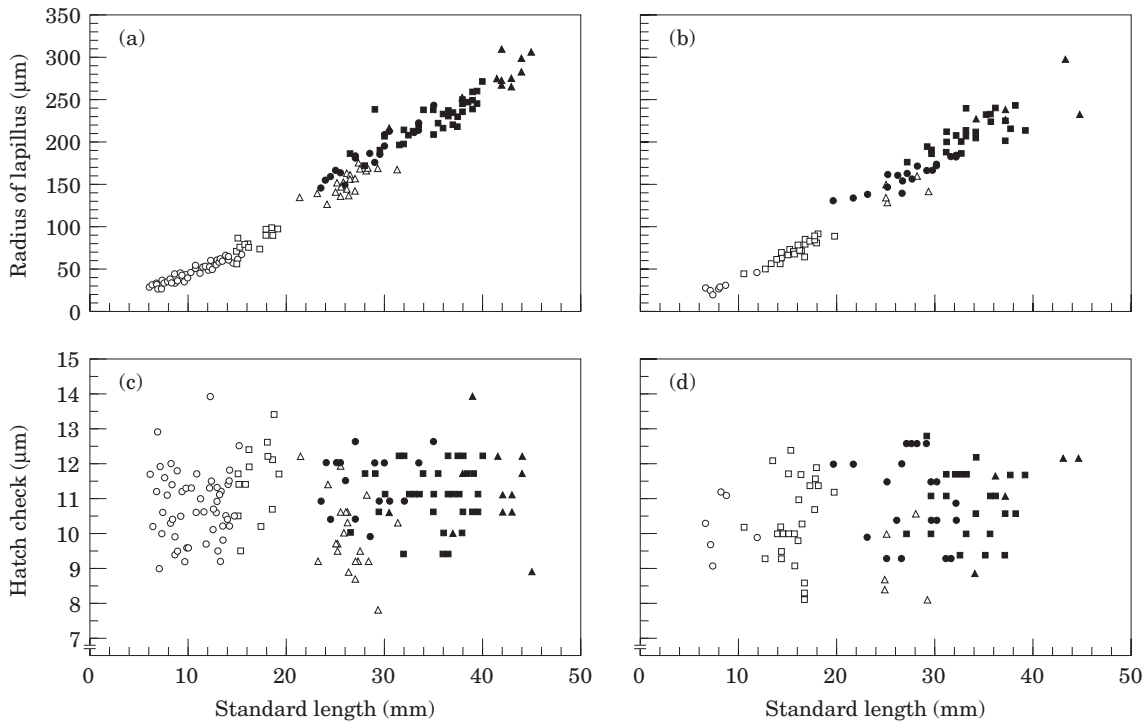 350
300
250
200
150
100
50
0
Radius of lapillus (µm)
(a)
(b)
15
14
13
12
11
10
9
8
7
Hatch check (µm)
(c)
(d)
0 10 20 30 40 50
0 10 20 30 40 50
Standard length (mm)
Standard length (mm)